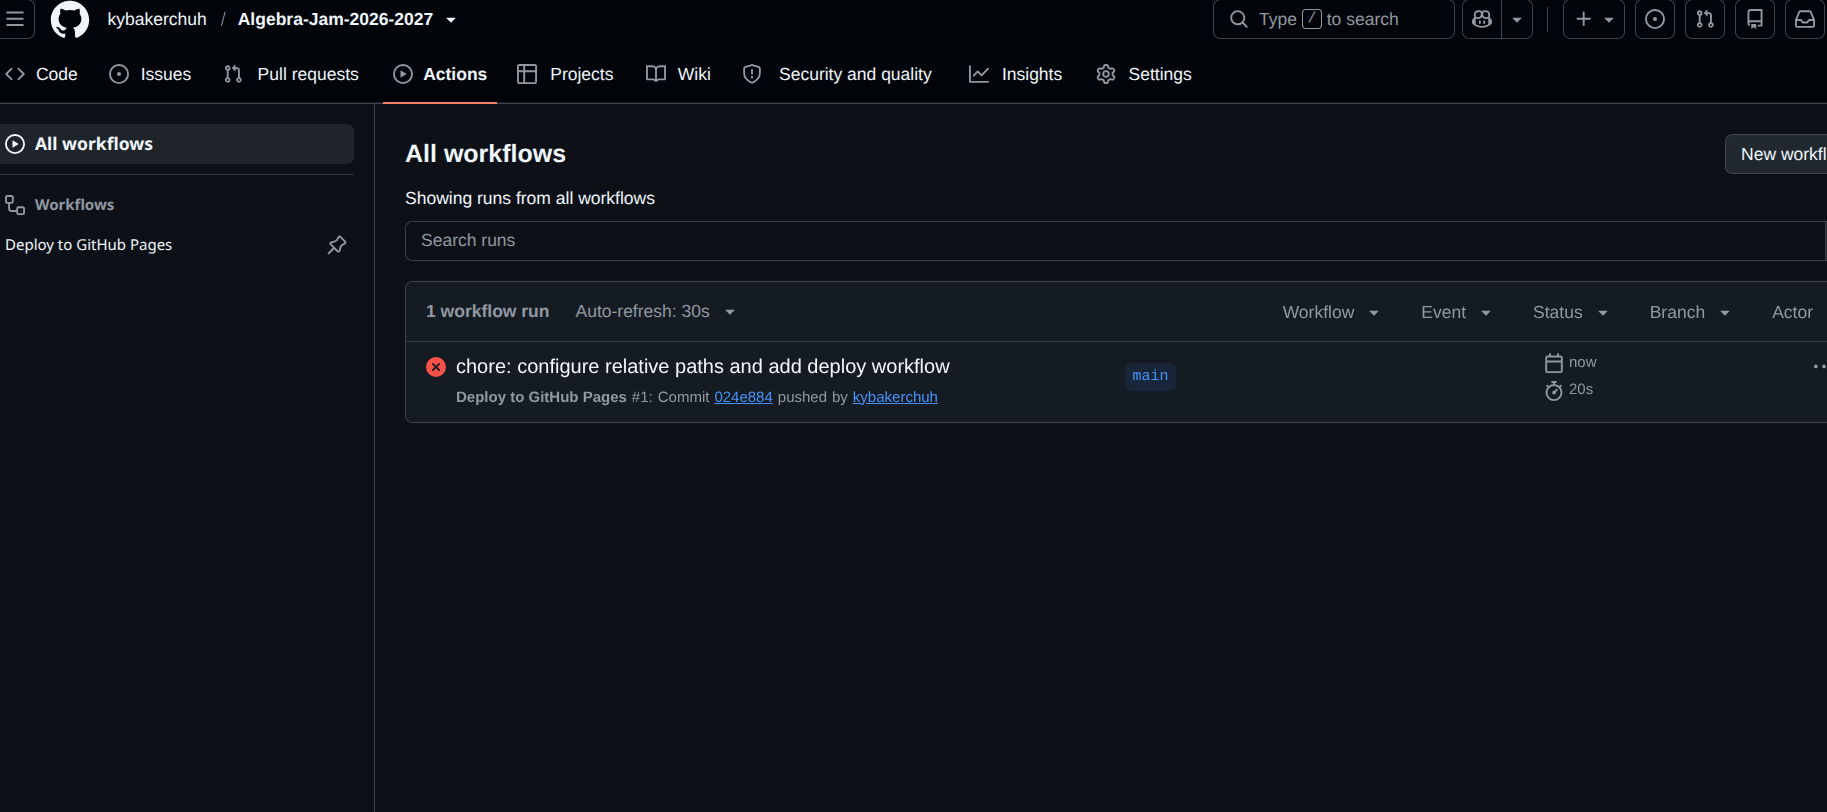 kybakerchuh / Algebra-Jam-2026-2027
Type / to search
Code Issues Pull requests Actions Projects Wiki Security and quality Insights Settings
All workflows
Workflows
Deploy to GitHub Pages
All workflows
New workfl
Showing runs from all workflows
Search runs
1 workflow run Auto-refresh: 30s Workflow Event Status Branch Actor
chore: configure relative paths and add deploy workflow
Deploy to GitHub Pages #1: Commit 024e884 pushed by kybakerchuh
main
now
20s